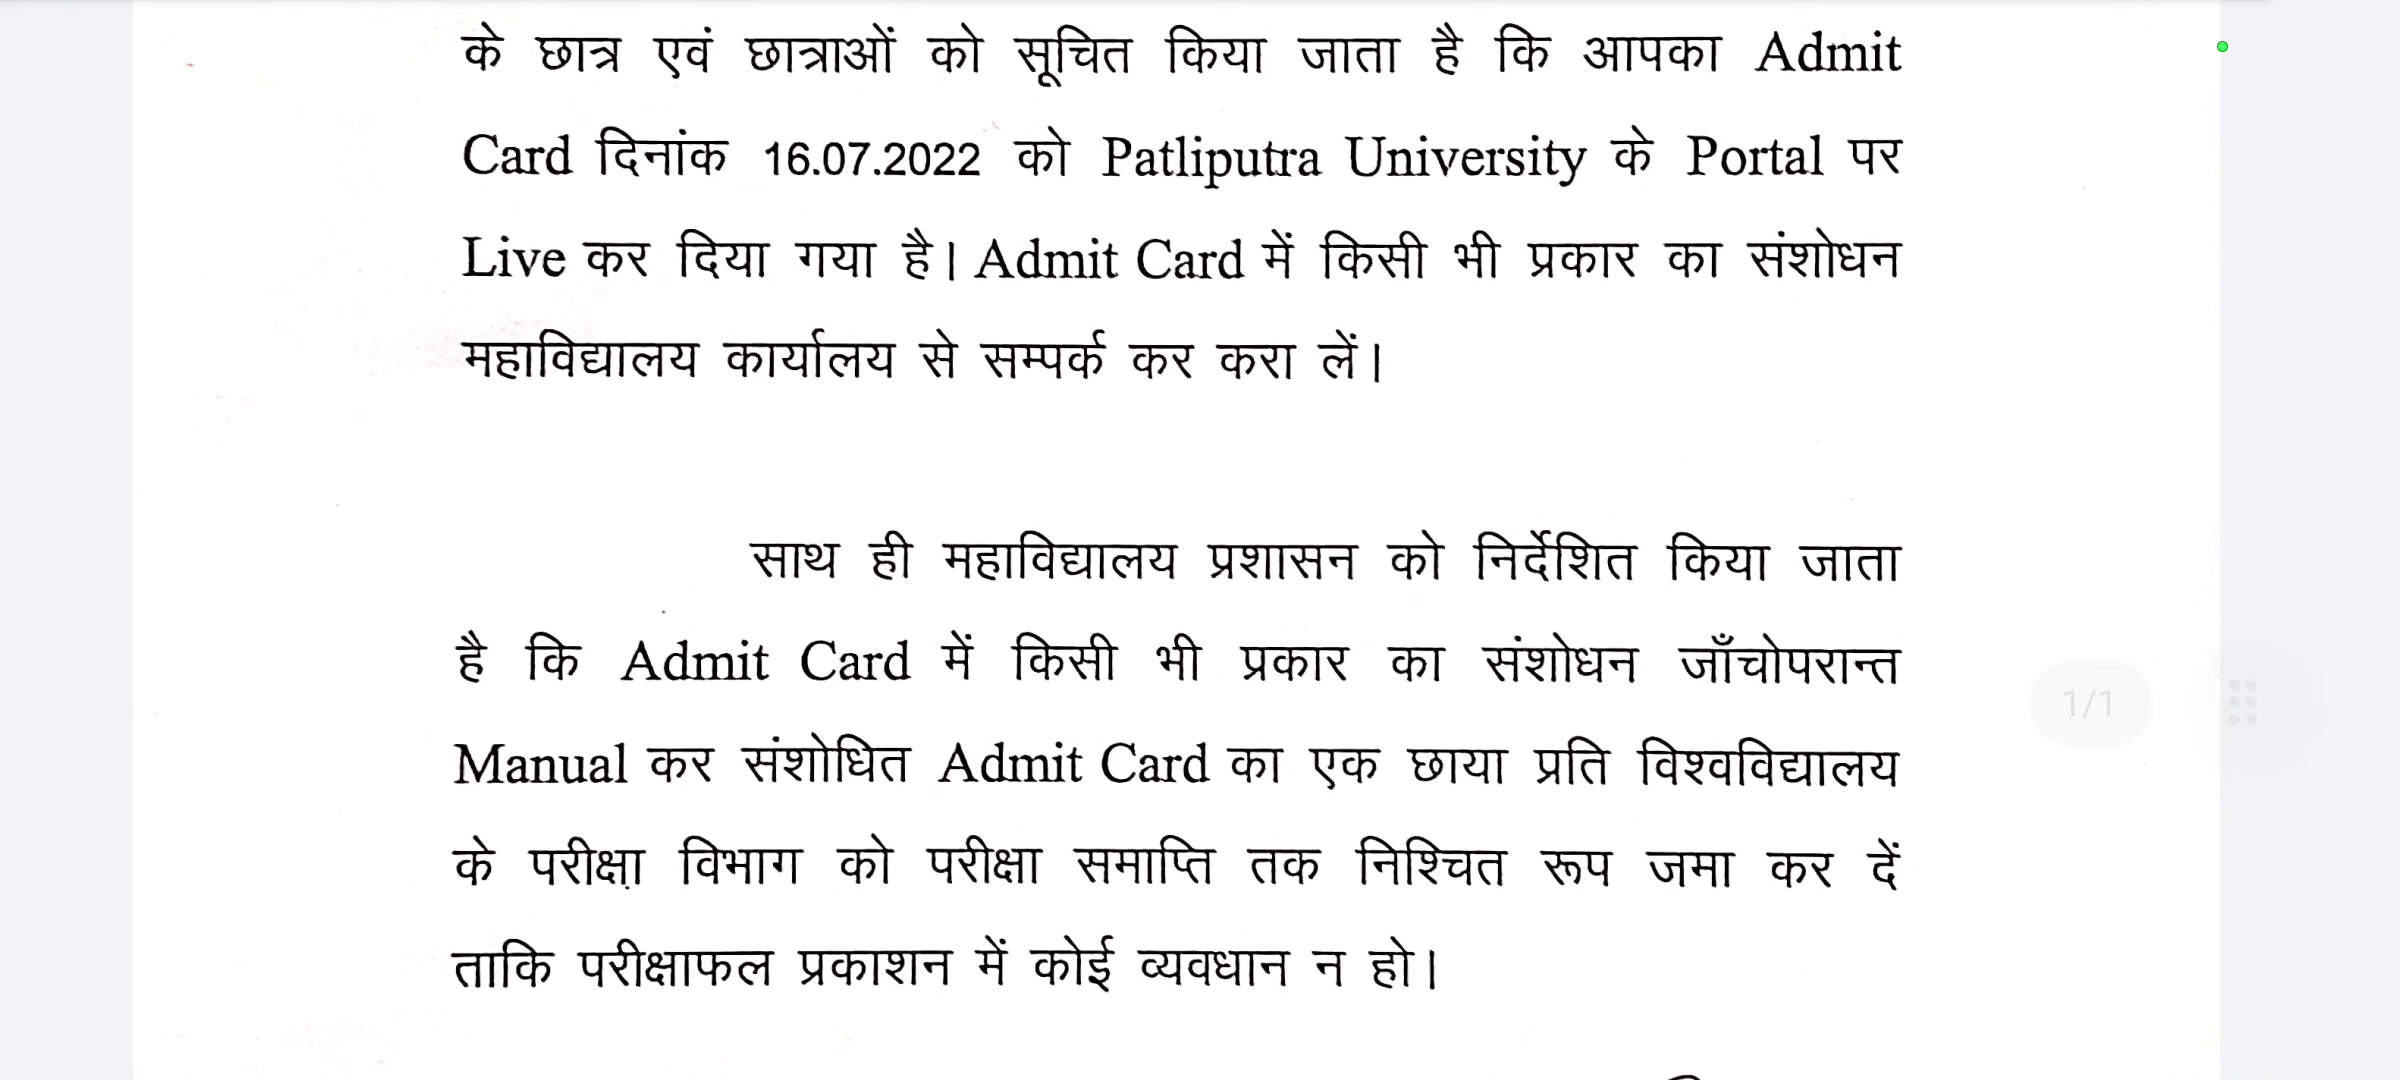 के छात्र एवं छात्राओं को सूचित किया जाता है कि आपका Admit
Card दिनांक 16.07.2022 को Patliputra University के Portal पर
Live कर दिया गया है। Admit Card में किसी भी प्रकार का संशोधन
महाविद्यालय कार्यालय से सम्पर्क कर करा लें।
साथ ही महाविद्यालय प्रशासन को निर्देशित किया जाता
है कि Admit Card में किसी भी प्रकार का संशोधन जाँचोपरान्त
Manual कर संशोधित Admit Card का एक छाया प्रति विश्वविद्यालय
के परीक्षा विभाग को परीक्षा समाप्ति तक निश्चित रूप जमा कर दें
ताकि परीक्षाफल प्रकाशन में कोई व्यवधान न हो।
1/1